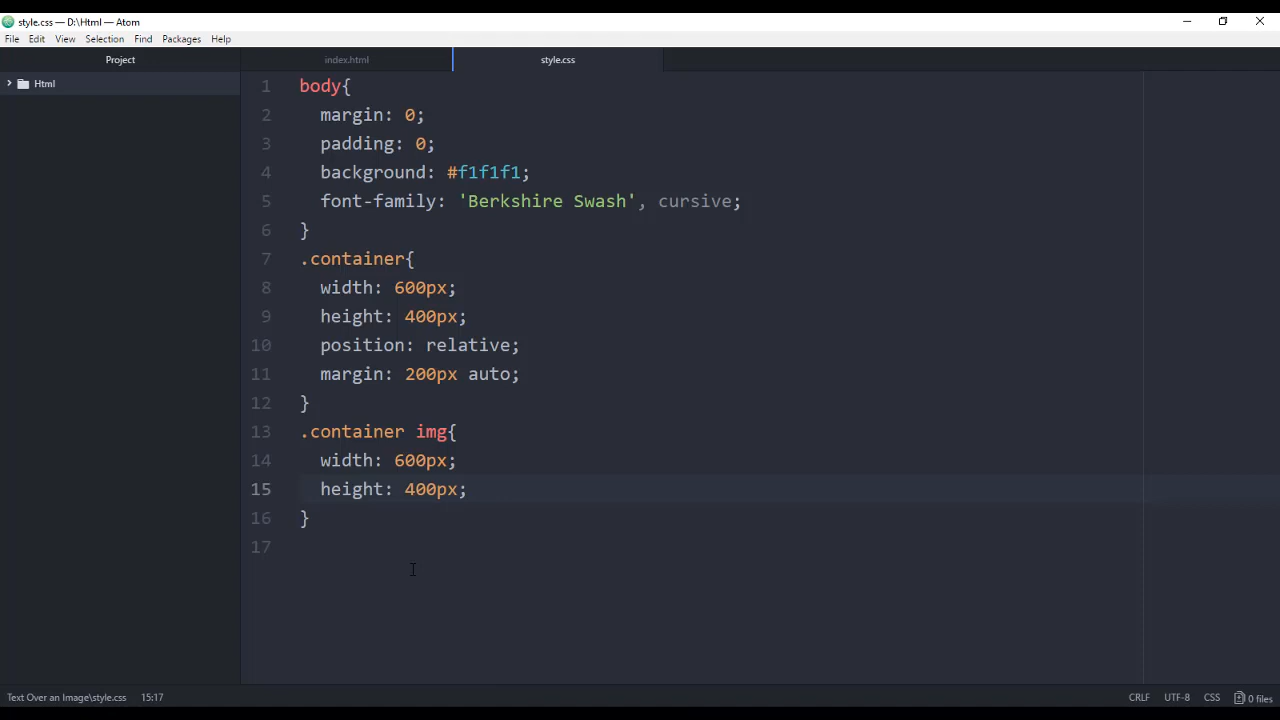 style.css — D:\Html — Atom
File Edit View Selection Find Packages Help
Project
index.html
style.css
Html
1 body{
2 margin: 0;
3 padding: 0;
4 background: #f1f1f1;
5 font-family: 'Berkshire Swash', cursive;
6 }
7 .container{
8 width: 600px;
9 height: 400px;
10 position: relative;
11 margin: 200px auto;
12 }
13 .container img{
14 width: 600px;
15 height: 400px;
16 }
17
Text Over an Image\style.css 15:17 CRLF UTF-8 CSS 0 files